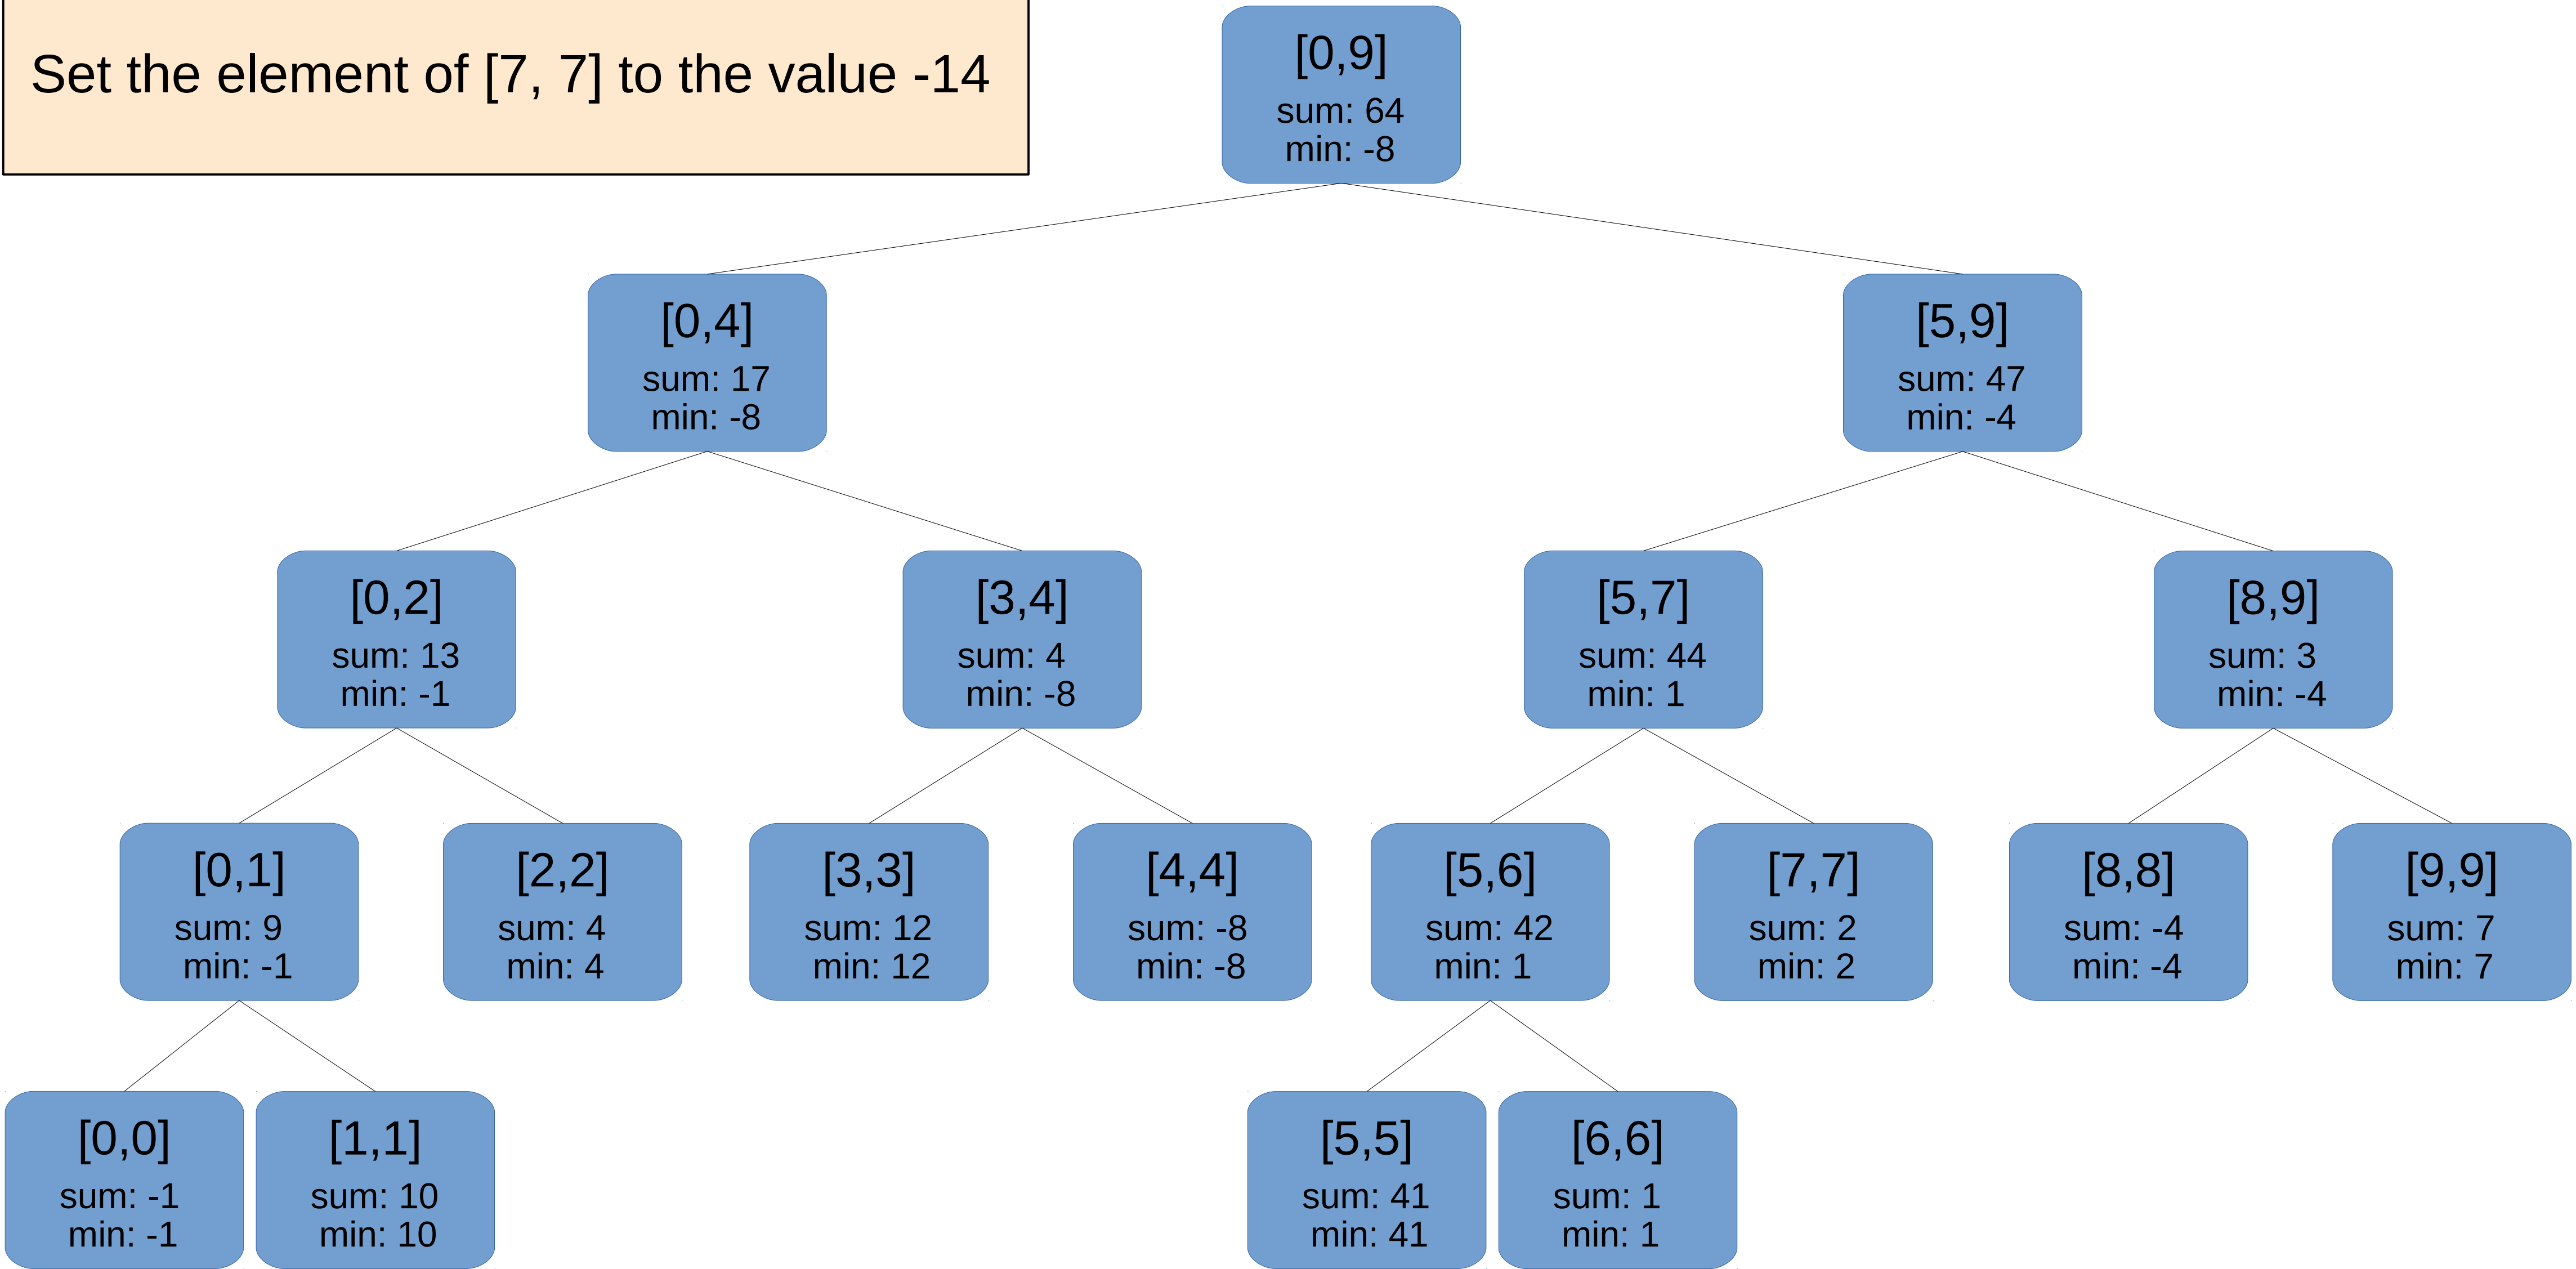 Set the element of [7, 7] to the value -14
[0,9]
sum: 64
min: -8
[0,4]
sum: 17
min: -8
[5,9]
sum: 47
min: -4
[0,2]
sum: 13
min: -1
[3,4]
sum: 4
min: -8
[5,7]
sum: 44
min: 1
[8,9]
sum: 3
min: -4
[0,1]
sum: 9
min: -1
[2,2]
sum: 4
min: 4
[3,3]
sum: 12
min: 12
[4,4]
sum: -8
min: -8
[5,6]
sum: 42
min: 1
[7,7]
sum: 2
min: 2
[8,8]
sum: -4
min: -4
[9,9]
sum: 7
min: 7
[0,0]
sum: -1
min: -1
[1,1]
sum: 10
min: 10
[5,5]
sum: 41
min: 41
[6,6]
sum: 1
min: 1